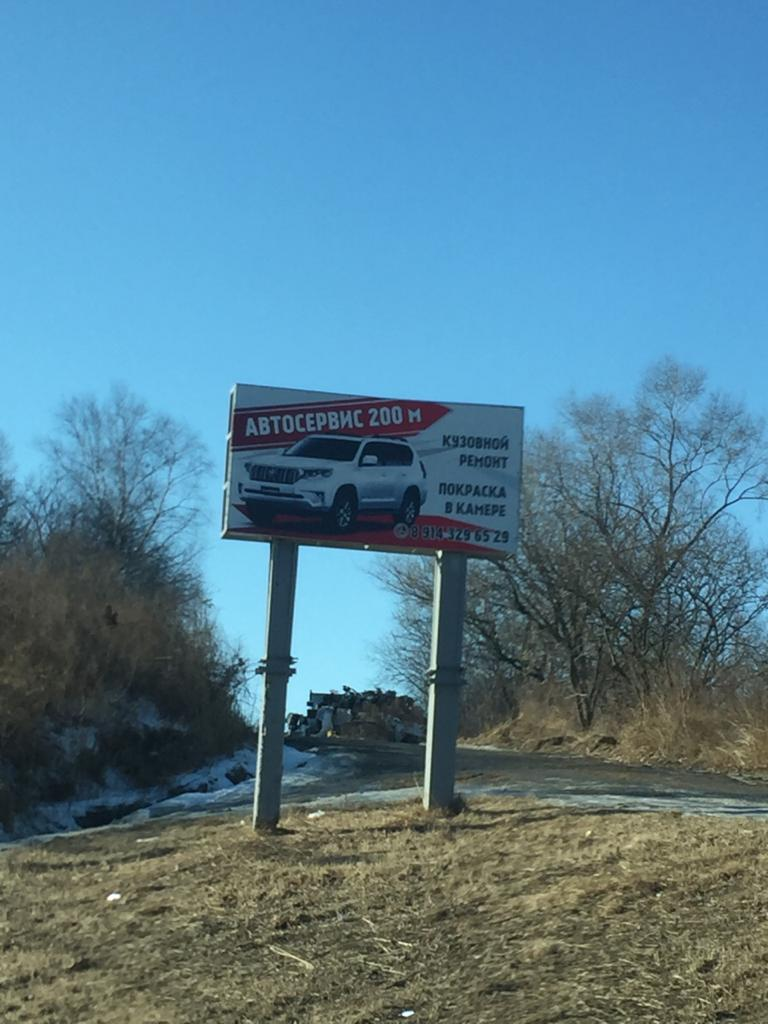 АВТОСЕРВИС 200 М
КУЗОВНОЙ
РЕМОНТ
ПОКРАСКА
В КАМЕРЕ
8 914 329 65 29